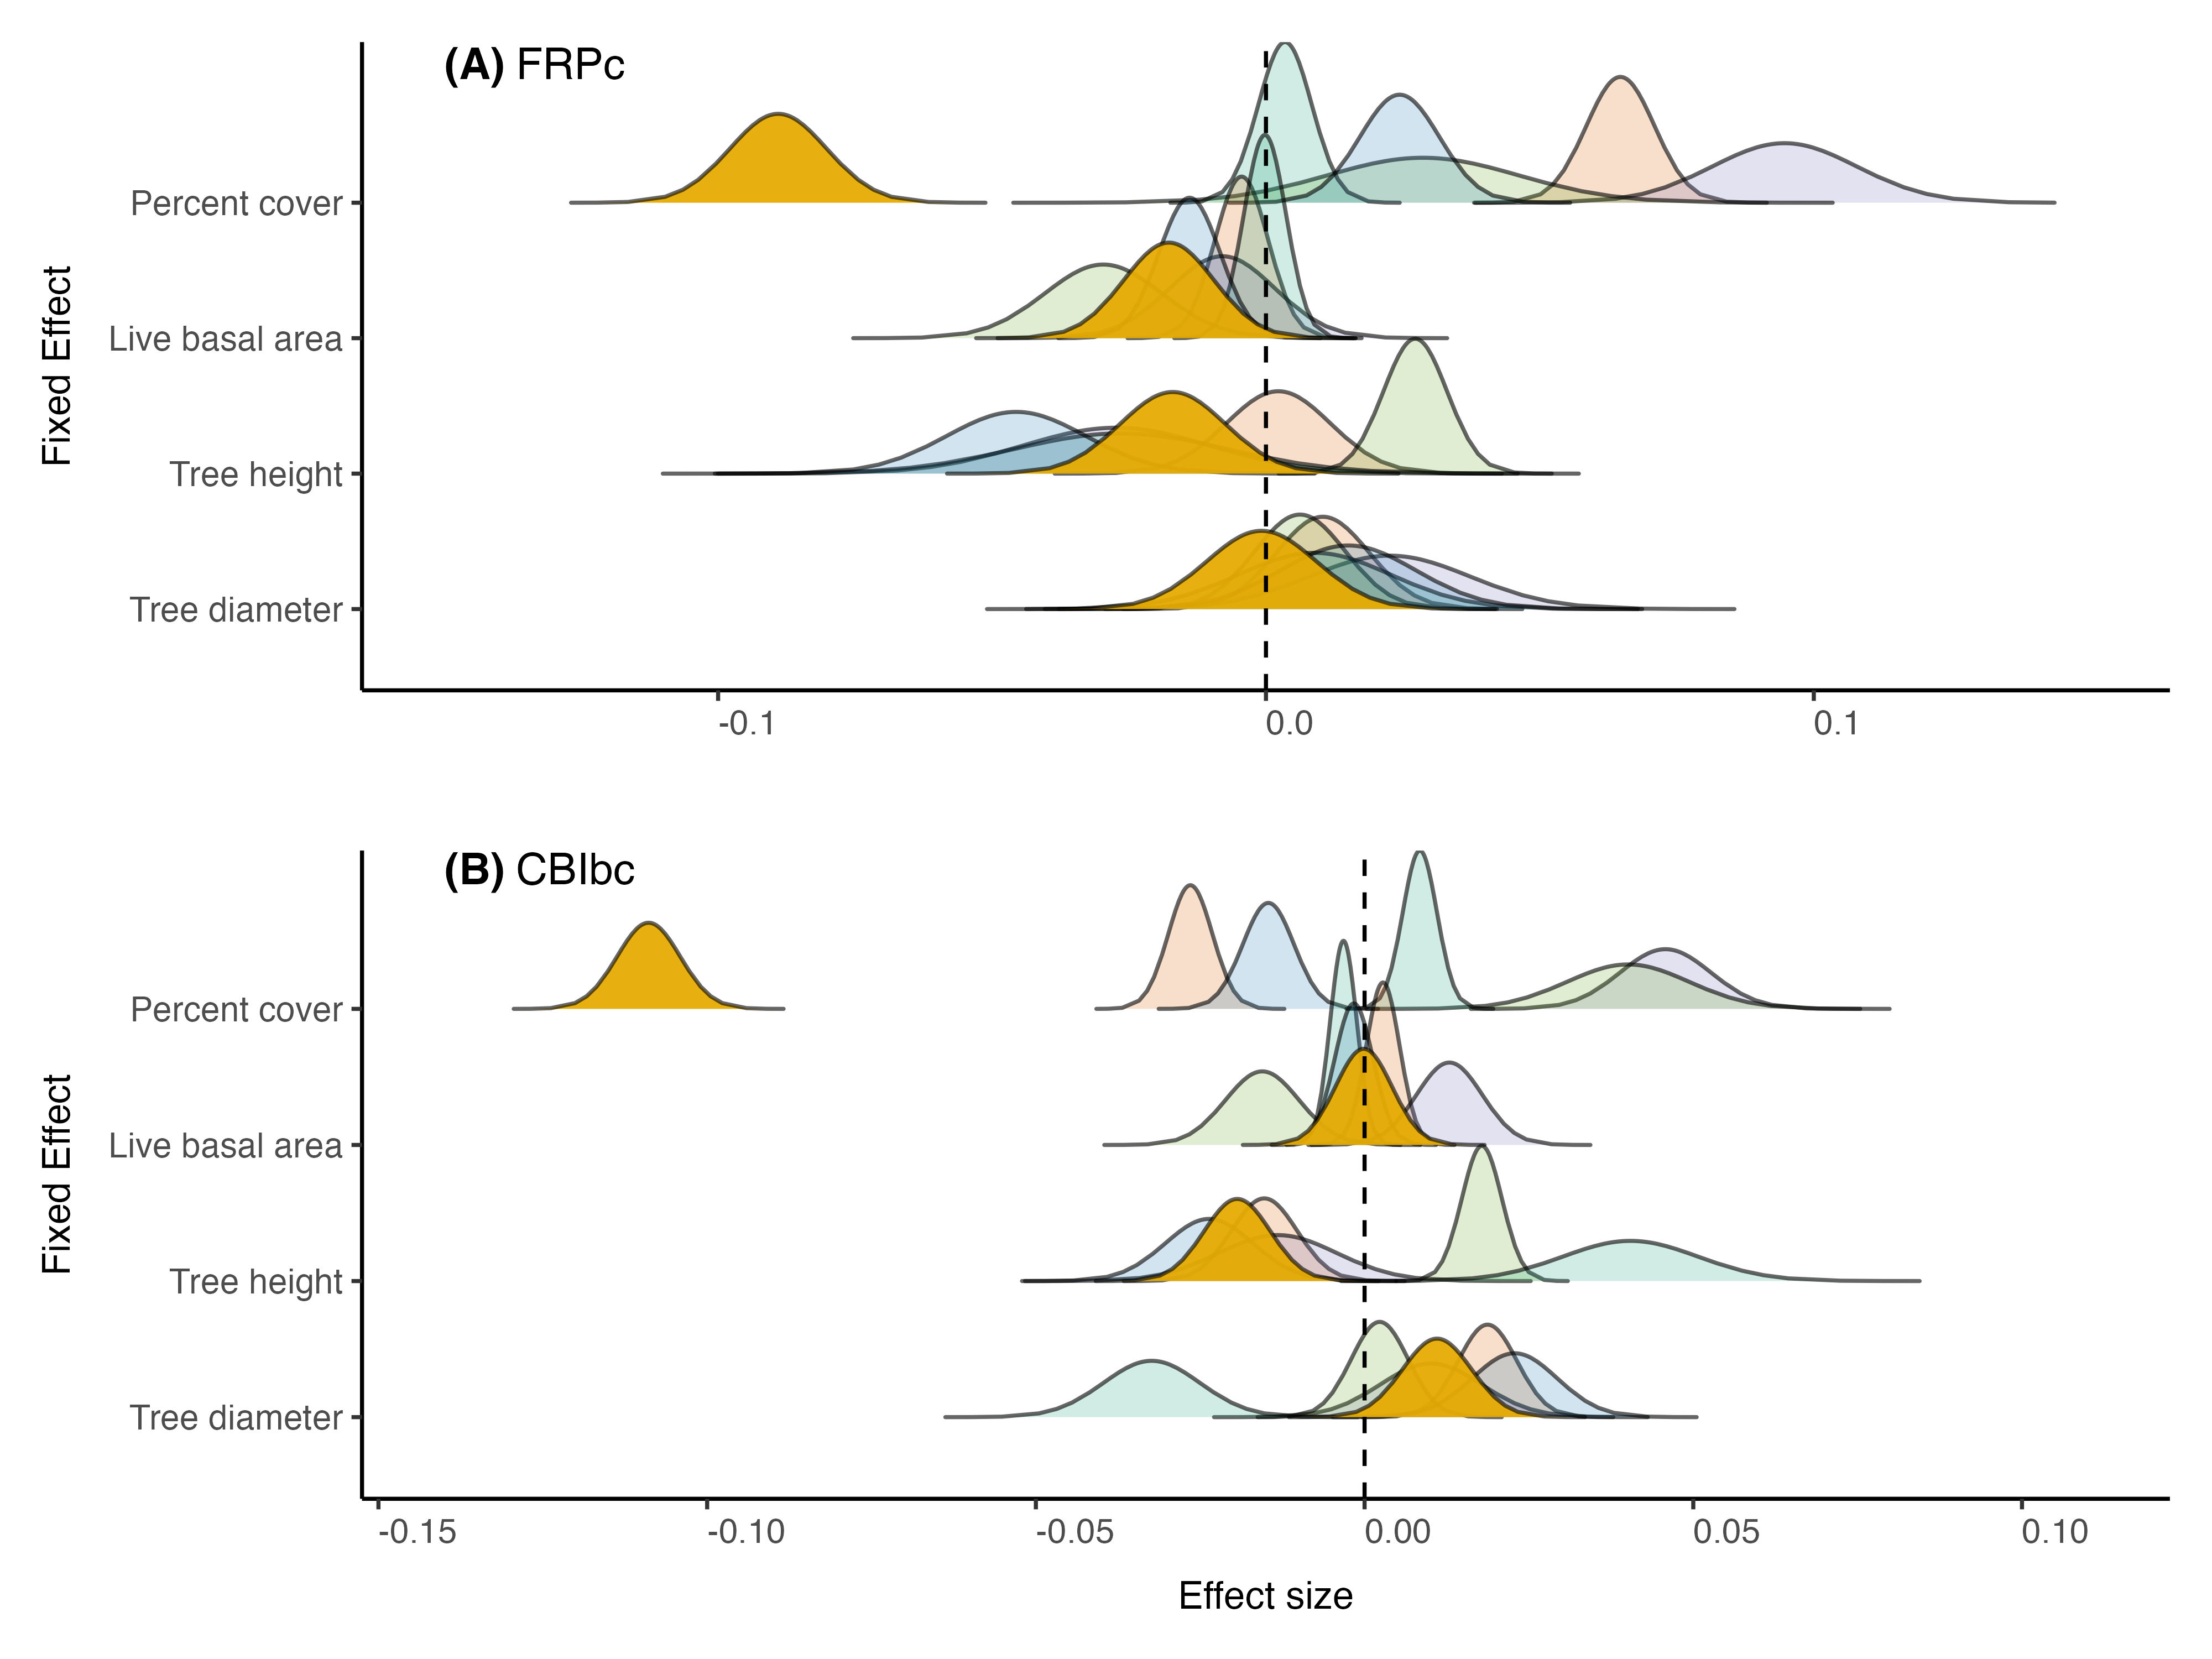 (A) FRPc
Fixed Effect
Percent cover
Live basal area
Tree height
Tree diameter
-0.1 0.0 0.1
(B) CBIbc
Fixed Effect
Percent cover
Live basal area
Tree height
Tree diameter
-0.15 -0.10 -0.05 0.00 0.05 0.10
Effect size